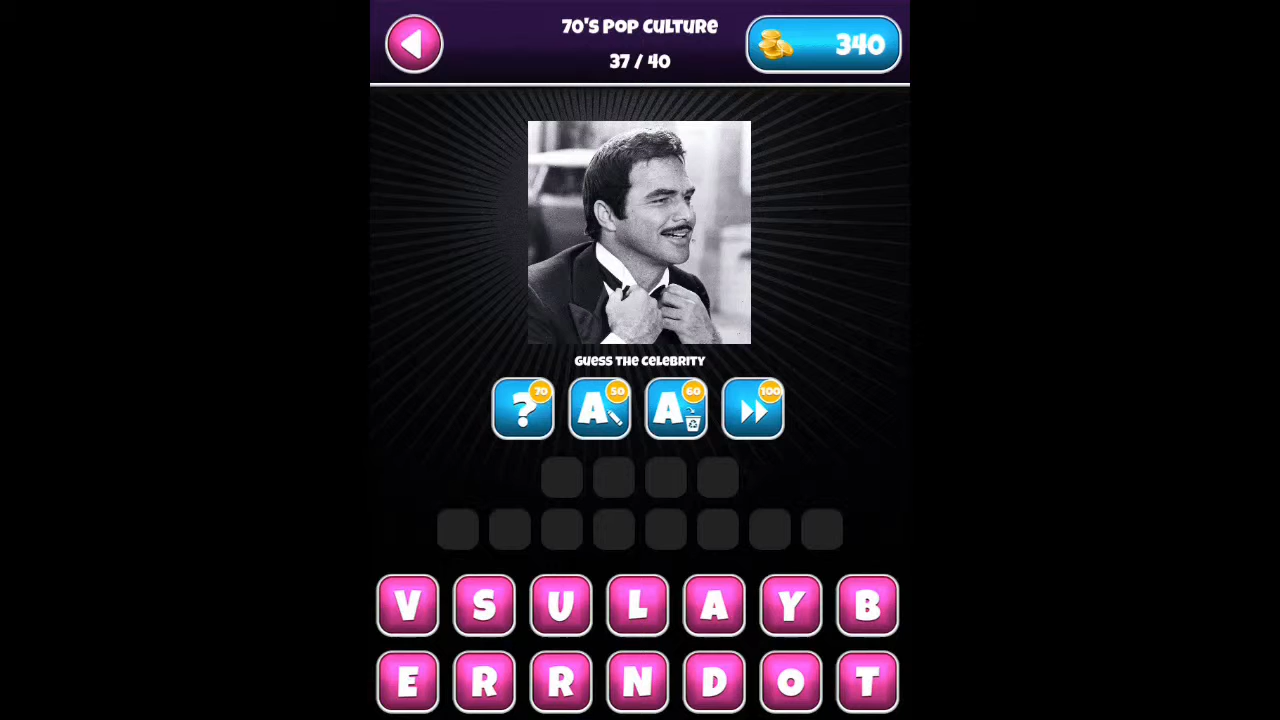 70's POP CULTURE
37 / 40
340
GUESS THE CELEBRITY
? 70 A 50 A 60 100
V S U L A Y B
E R R N D O T